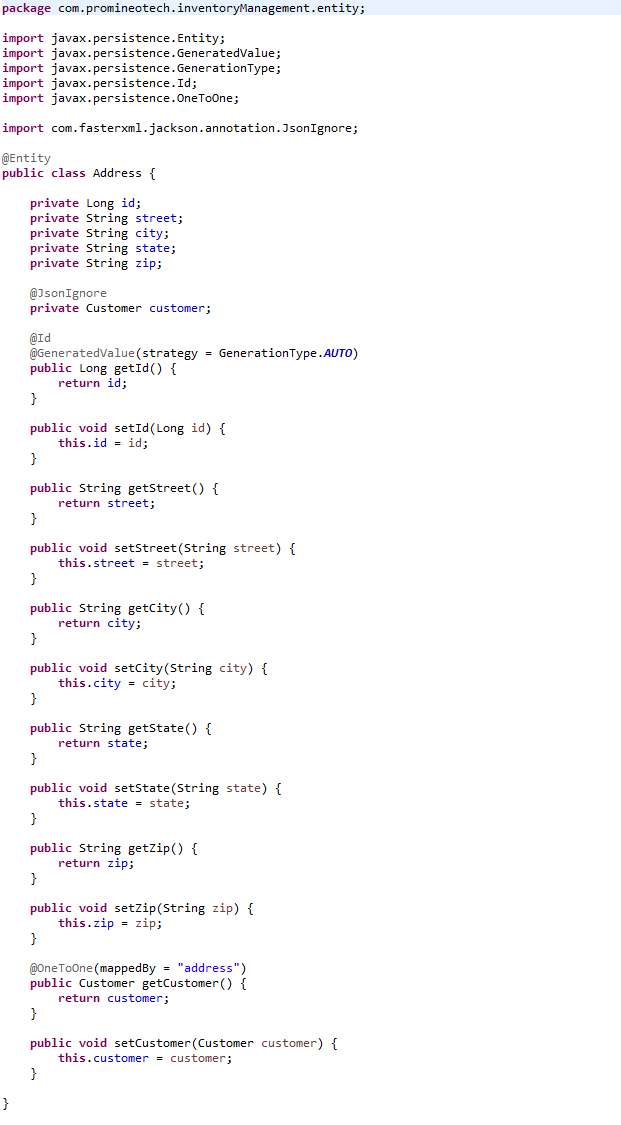 package com.promineotech.inventoryManagement.entity;
import javax.persistence.Entity;
import javax.persistence.GeneratedValue;
import javax.persistence.GenerationType;
import javax.persistence.Id;
import javax.persistence.OneToOne;
import com.fasterxml.jackson.annotation.JsonIgnore;
@Entity
public class Address {
private Long id;
private String street;
private String city;
private String state;
private String zip;
@JsonIgnore
private Customer customer;
@Id
@GeneratedValue(strategy = GenerationType.AUTO)
public Long getId() {
return id;
}
public void setId(Long id) {
this.id = id;
}
public String getStreet() {
return street;
}
public void setStreet(String street) {
this.street = street;
}
public String getCity() {
return city;
}
public void setCity(String city) {
this.city = city;
}
public String getState() {
return state;
}
public void setState(String state) {
this.state = state;
}
public String getZip() {
return zip;
}
public void setZip(String zip) {
this.zip = zip;
}
@OneToOne(mappedBy = "address")
public Customer getCustomer() {
return customer;
}
public void setCustomer(Customer customer) {
this.customer = customer;
}
}